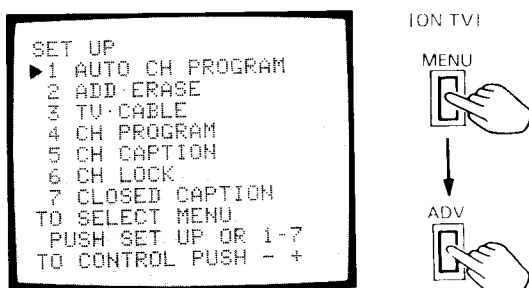 SET UP
▶1 AUTO CH PROGRAM
2 ADD·ERASE
3 TV·CABLE
4 CH PROGRAM
5 CH CAPTION
6 CH LOCK
7 CLOSED CAPTION
TO SELECT MENU
PUSH SET UP OR 1-7
TO CONTROL PUSH - +
[ON TV]
MENU
ADV